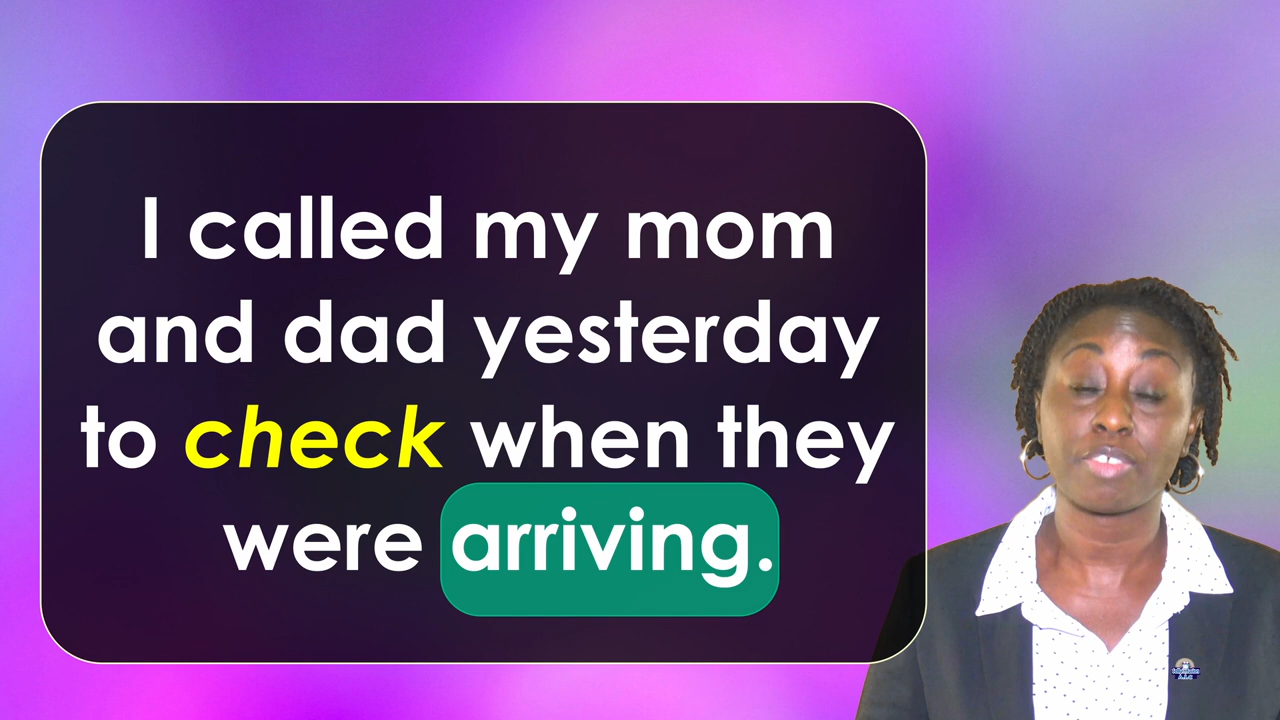 I called my mom
and dad yesterday
to check when they
were arriving.